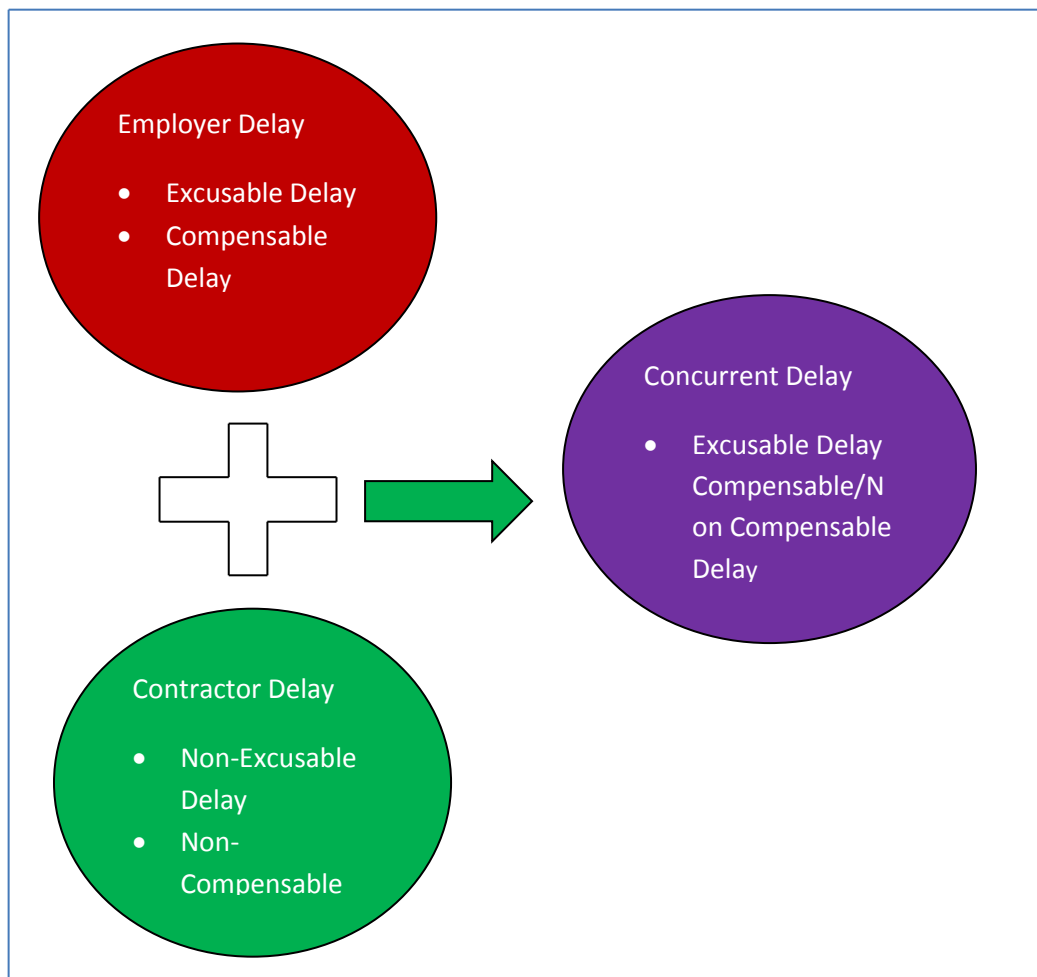 Employer Delay
• Excusable Delay
• Compensable
Delay
Concurrent Delay
• Excusable Delay
Compensable/N
on Compensable
Delay
Contractor Delay
• Non-Excusable
Delay
• Non-
Compensable